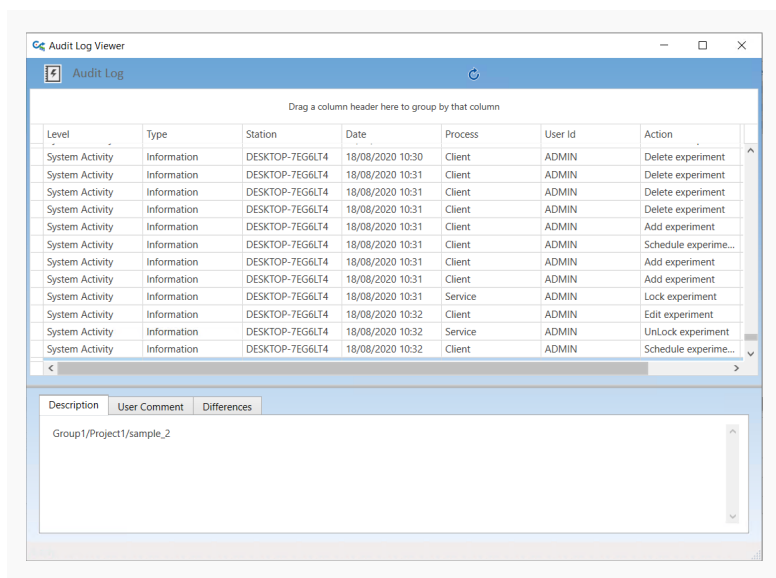 Audit Log Viewer
Audit Log
Drag a column header here to group by that column
Level Type Station Date Process User Id Action
System Activity Information DESKTOP-7EG6LT4 18/08/2020 10:30 Client ADMIN Delete experiment
System Activity Information DESKTOP-7EG6LT4 18/08/2020 10:31 Client ADMIN Delete experiment
System Activity Information DESKTOP-7EG6LT4 18/08/2020 10:31 Client ADMIN Delete experiment
System Activity Information DESKTOP-7EG6LT4 18/08/2020 10:31 Client ADMIN Delete experiment
System Activity Information DESKTOP-7EG6LT4 18/08/2020 10:31 Client ADMIN Add experiment
System Activity Information DESKTOP-7EG6LT4 18/08/2020 10:31 Client ADMIN Schedule experime...
System Activity Information DESKTOP-7EG6LT4 18/08/2020 10:31 Client ADMIN Add experiment
System Activity Information DESKTOP-7EG6LT4 18/08/2020 10:31 Client ADMIN Add experiment
System Activity Information DESKTOP-7EG6LT4 18/08/2020 10:31 Service ADMIN Lock experiment
System Activity Information DESKTOP-7EG6LT4 18/08/2020 10:32 Client ADMIN Edit experiment
System Activity Information DESKTOP-7EG6LT4 18/08/2020 10:32 Service ADMIN UnLock experiment
System Activity Information DESKTOP-7EG6LT4 18/08/2020 10:32 Client ADMIN Schedule experime...
Description User Comment Differences
Group1/Project1/sample_2